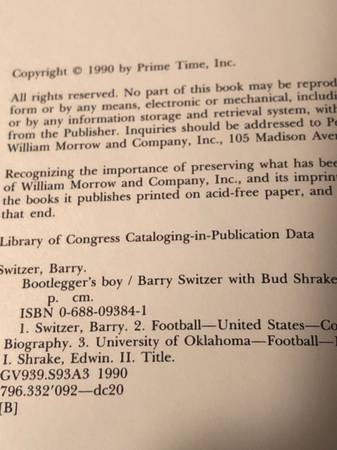 Copyright © 1990 by Prime Time, Inc.
All rights reserved. No part of this book may be reprod
form or by any means, electronic or mechanical, includi
or by any information storage and retrieval system, with
from the Publisher. Inquiries should be addressed to Pe
William Morrow and Company, Inc., 105 Madison Aven
Recognizing the importance of preserving what has bee
of William Morrow and Company, Inc., and its imprin
the books it publishes printed on acid-free paper, and
that end.
Library of Congress Cataloging-in-Publication Data
Switzer, Barry.
Bootlegger's boy / Barry Switzer with Bud Shrake
p. cm.
ISBN 0-688-09384-1
1. Switzer, Barry. 2. Football—United States—Co
Biography. 3. University of Oklahoma—Football—
I. Shrake, Edwin. II. Title.
GV939.S93A3 1990
796.332'092—dc20
[B]